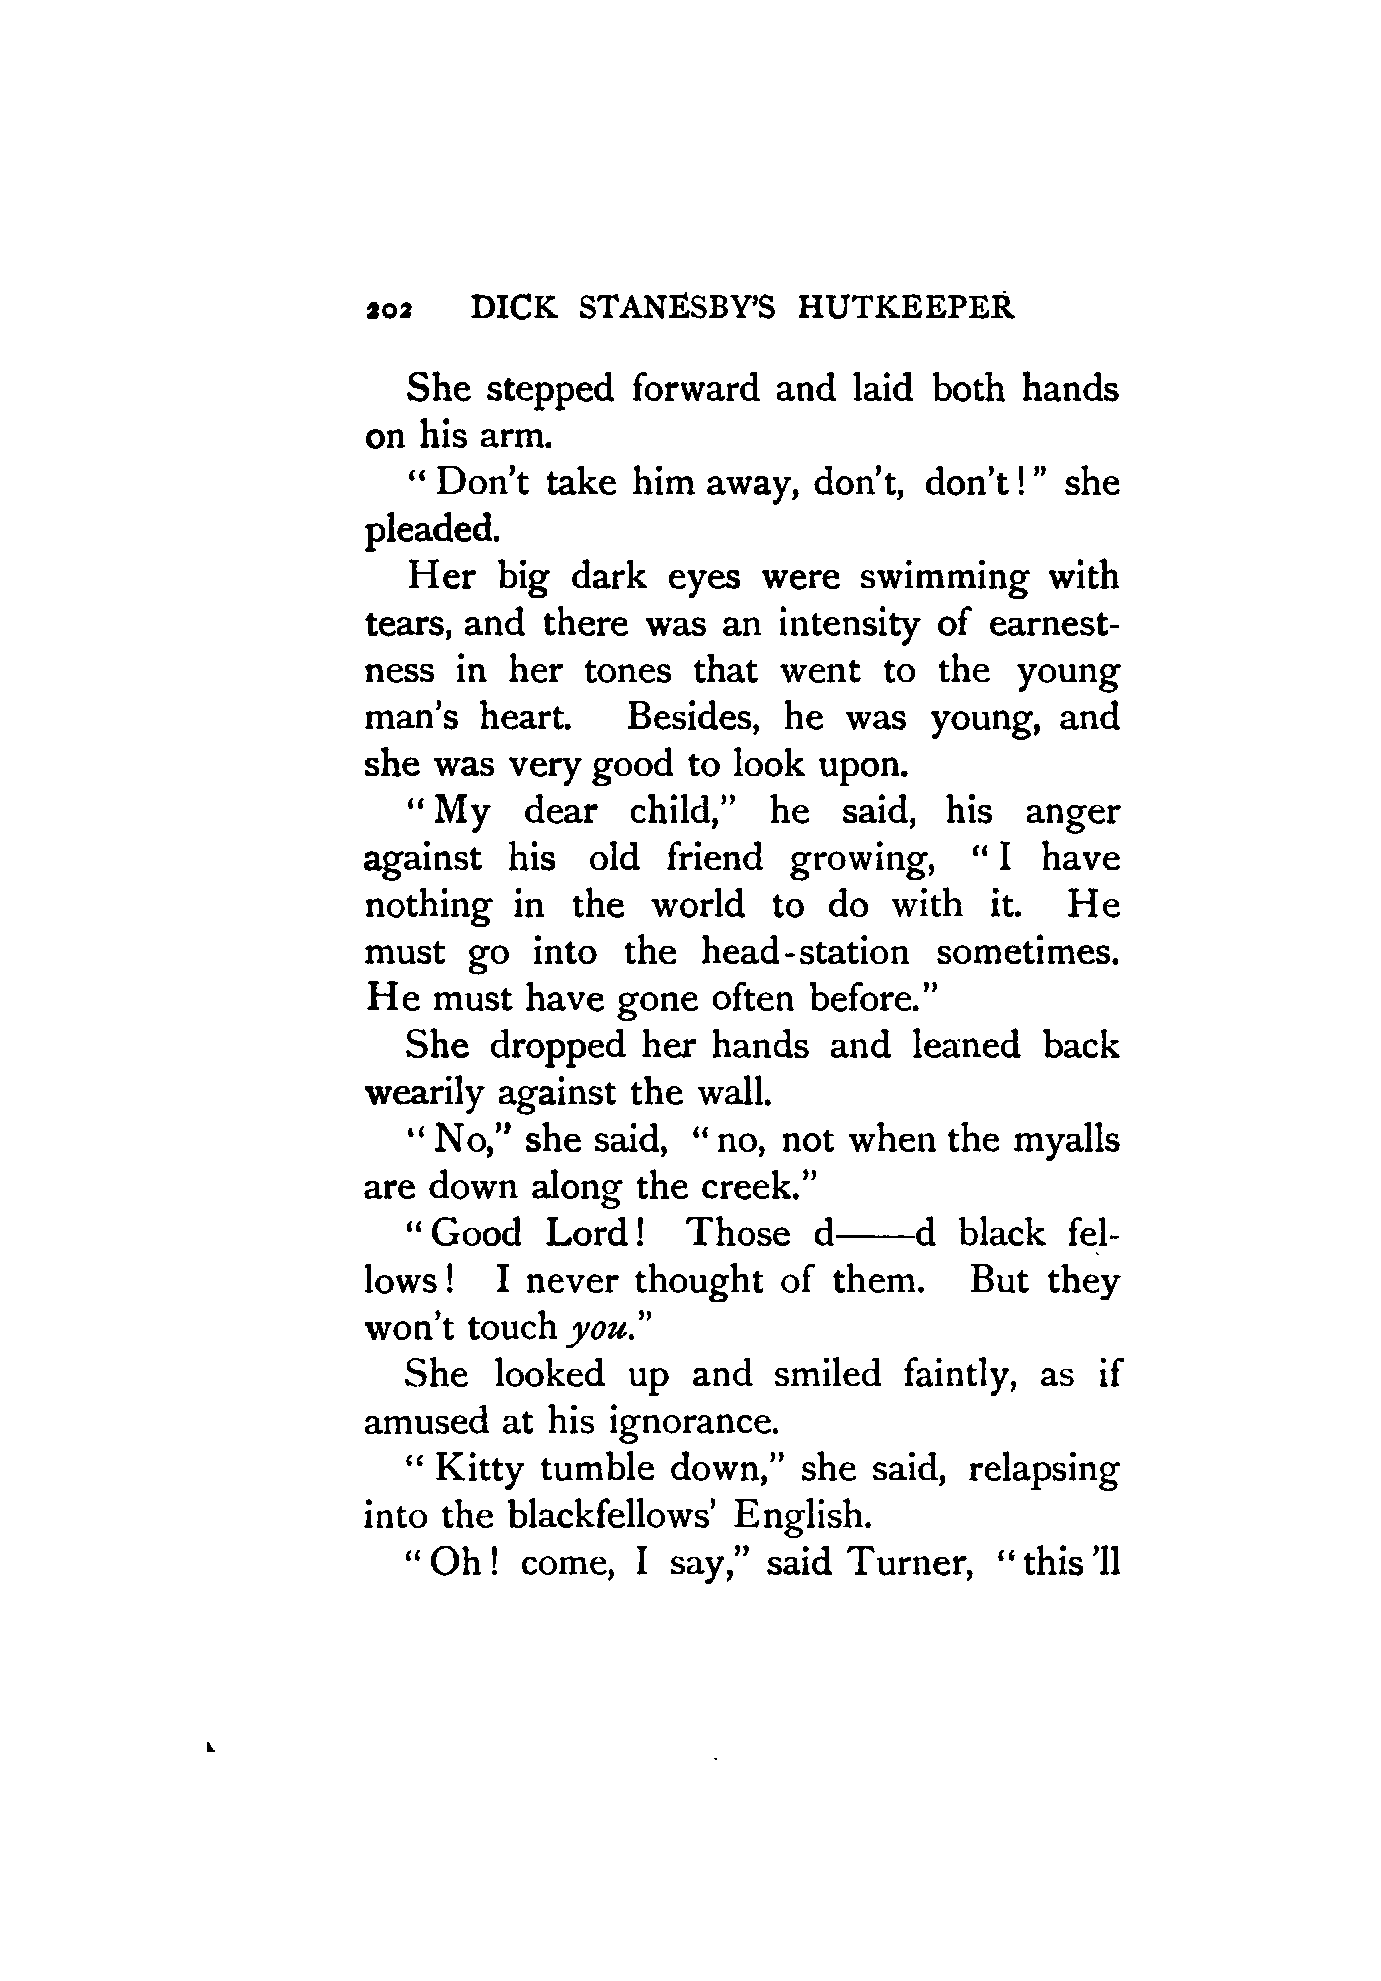 202 DICK STANESBY'S HUTKEEPER
She stepped forward and laid both hands
on his arm.
“Don't take him away, don't, don't!” she
pleaded.
Her big dark eyes were swimming with
tears, and there was an intensity of earnest-
ness in her tones that went to the young
man's heart. Besides, he was young, and
she was very good to look upon.
“My dear child,” he said, his anger
against his old friend growing, “I have
nothing in the world to do with it. He
must go into the head-station sometimes.
He must have gone often before.”
She dropped her hands and leaned back
wearily against the wall.
“No,” she said, “no, not when the myalls
are down along the creek.”
“Good Lord! Those d——d black fel-
lows! I never thought of them. But they
won't touch you.”
She looked up and smiled faintly, as if
amused at his ignorance.
“Kitty tumble down,” she said, relapsing
into the blackfellows' English.
“Oh! come, I say,” said Turner, “this 'll